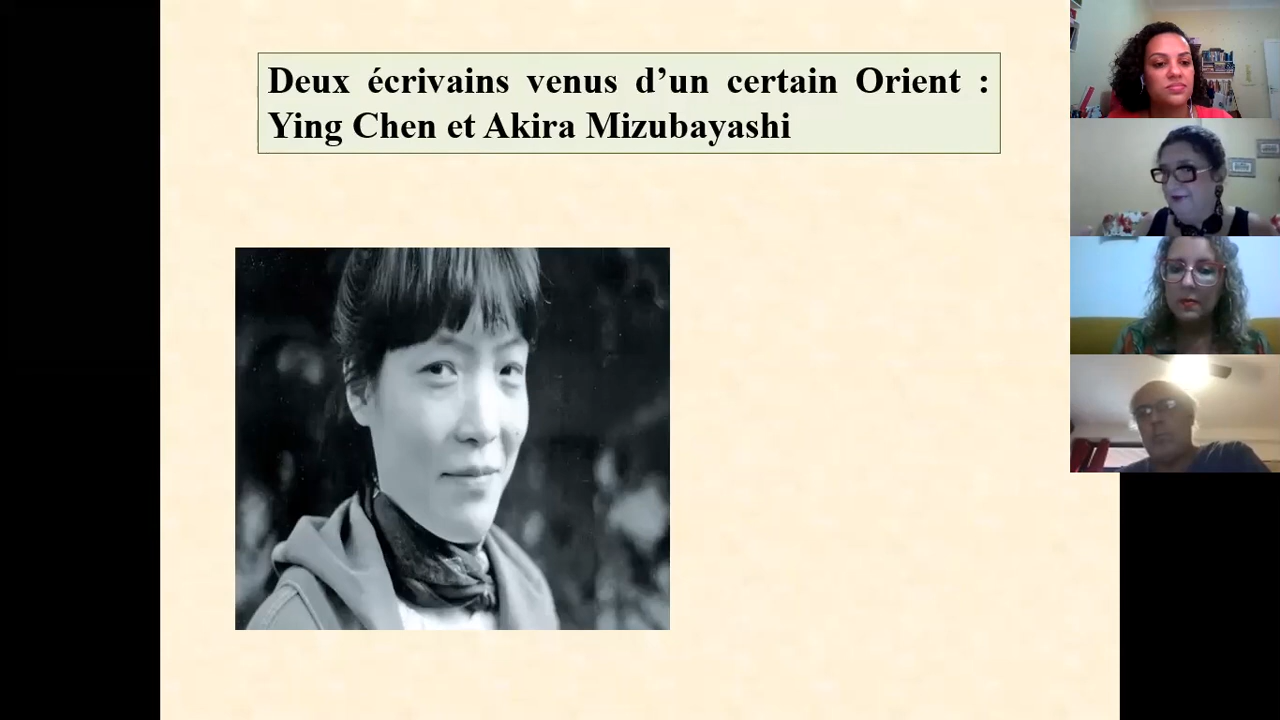 Deux écrivains venus d’un certain Orient :
Ying Chen et Akira Mizubayashi